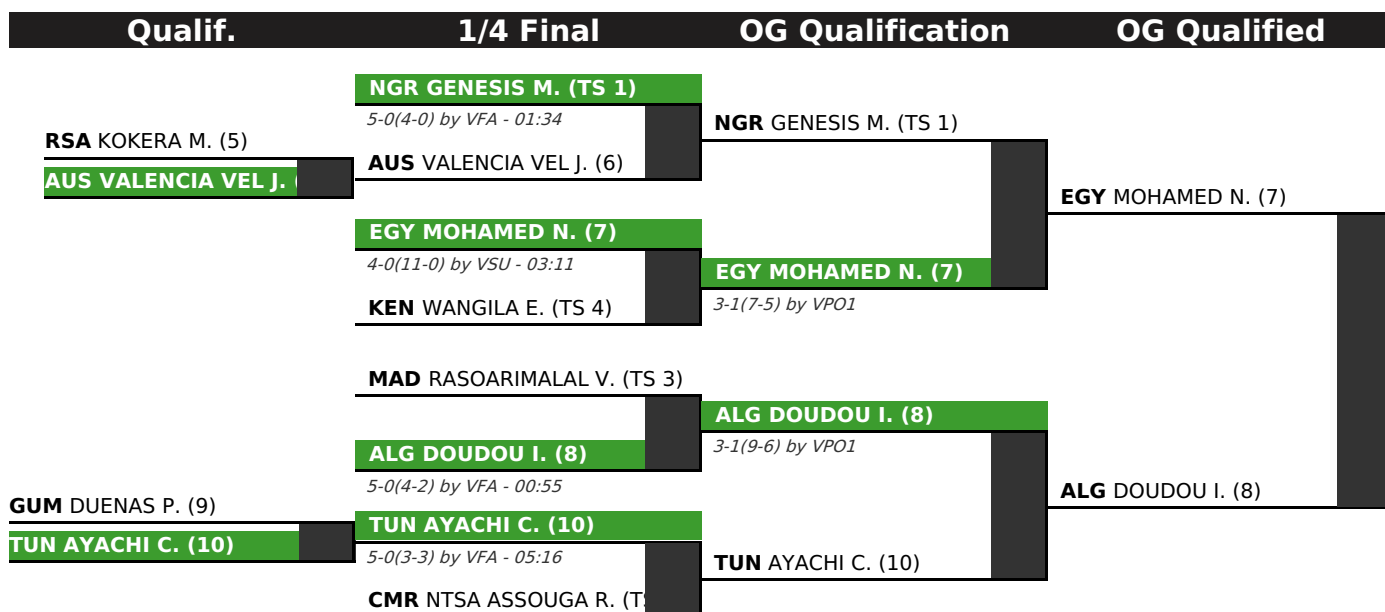 Qualif.
1/4 Final
OG Qualification
OG Qualified
RSA KOKERA M. (5)
AUS VALENCIA VEL J. (
NGR GENESIS M. (TS 1)
5-0(4-0) by VFA - 01:34
AUS VALENCIA VEL J. (6)
EGY MOHAMED N. (7)
4-0(11-0) by VSU - 03:11
KEN WANGILA E. (TS 4)
NGR GENESIS M. (TS 1)
EGY MOHAMED N. (7)
3-1(7-5) by VPO1
EGY MOHAMED N. (7)
MAD RASOARIMALAL V. (TS 3)
ALG DOUDOU I. (8)
5-0(4-2) by VFA - 00:55
GUM DUENAS P. (9)
TUN AYACHI C. (10)
TUN AYACHI C. (10)
5-0(3-3) by VFA - 05:16
CMR NTSA ASSOUGA R. (TS
ALG DOUDOU I. (8)
3-1(9-6) by VPO1
TUN AYACHI C. (10)
ALG DOUDOU I. (8)